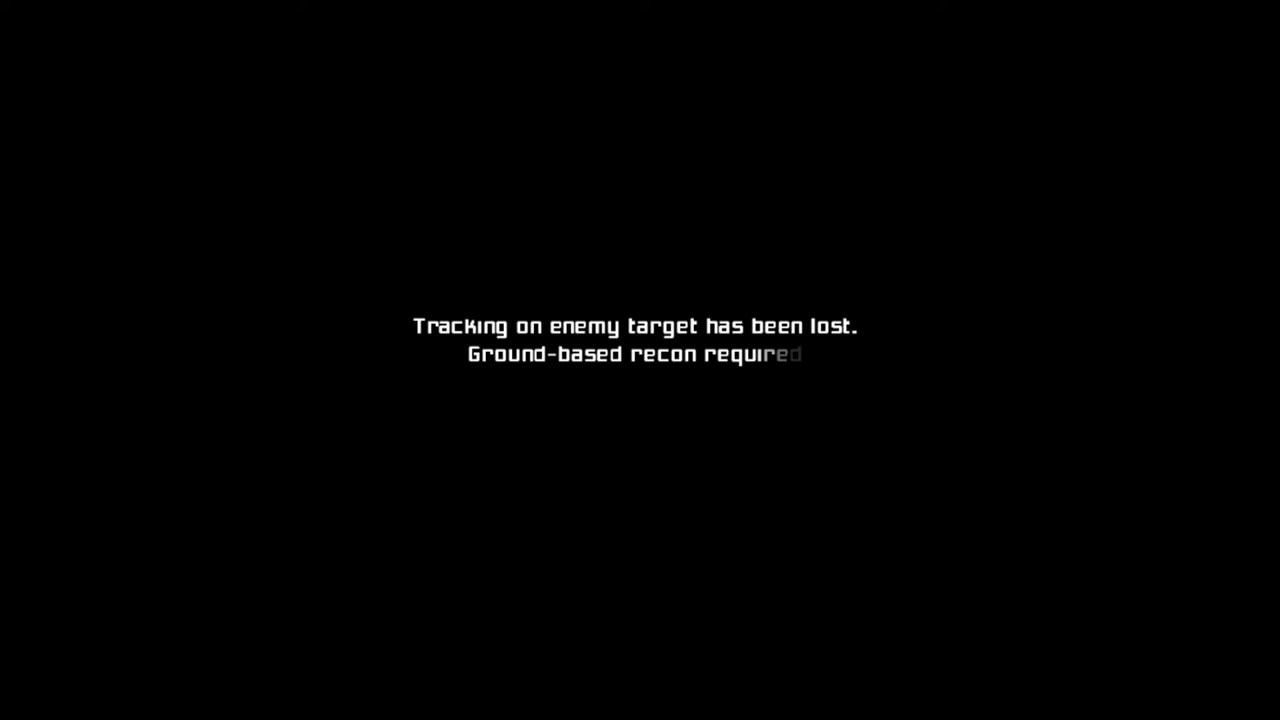 Tracking on enemy target has been lost.
Ground-based recon required